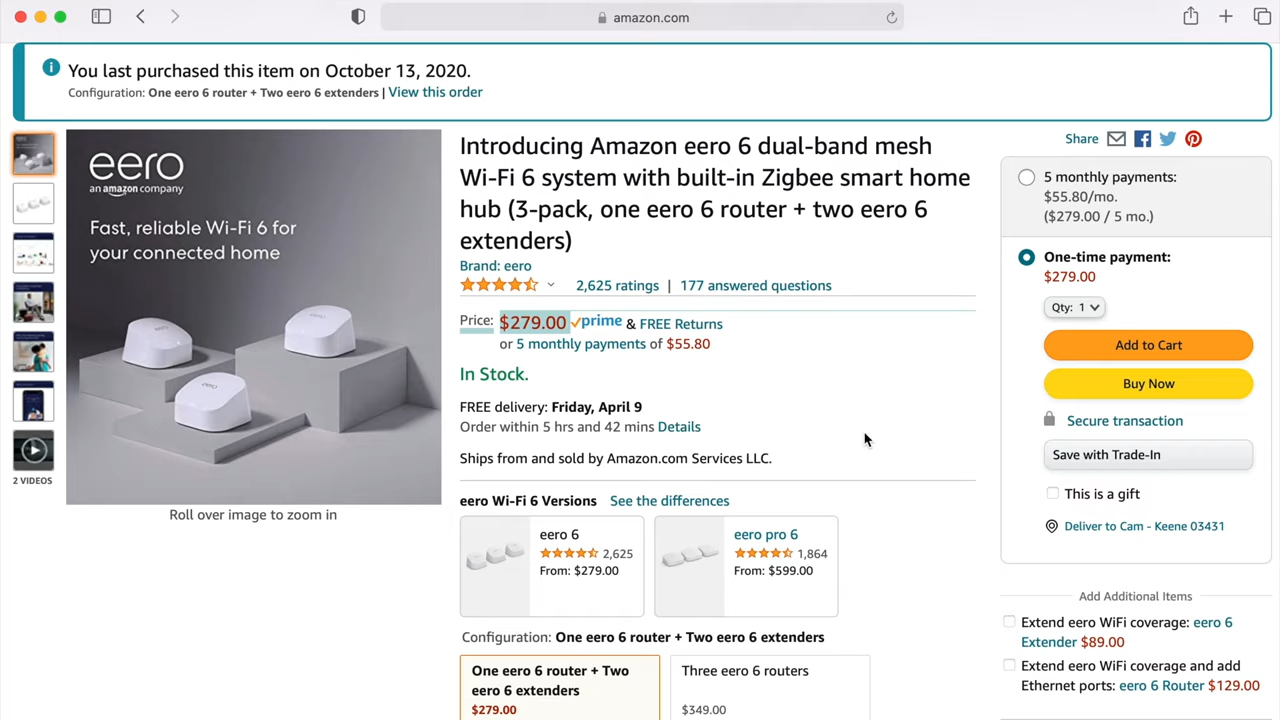 amazon.com
You last purchased this item on October 13, 2020.
Configuration: One eero 6 router + Two eero 6 extenders | View this order
eero
an amazon company
Fast, reliable Wi-Fi 6 for
your connected home
2 VIDEOS
Roll over image to zoom in
Introducing Amazon eero 6 dual-band mesh
Wi-Fi 6 system with built-in Zigbee smart home
hub (3-pack, one eero 6 router + two eero 6
extenders)
Brand: eero
2,625 ratings | 177 answered questions
Price: $279.00 prime & FREE Returns
or 5 monthly payments of $55.80
In Stock.
FREE delivery: Friday, April 9
Order within 5 hrs and 42 mins Details
Ships from and sold by Amazon.com Services LLC.
eero Wi-Fi 6 Versions See the differences
eero 6
2,625
From: $279.00
eero pro 6
1,864
From: $599.00
Configuration: One eero 6 router + Two eero 6 extenders
One eero 6 router + Two
eero 6 extenders
$279.00
Three eero 6 routers
$349.00
Share
5 monthly payments:
$55.80/mo.
($279.00 / 5 mo.)
One-time payment:
$279.00
Qty: 1
Add to Cart
Buy Now
Secure transaction
Save with Trade-In
This is a gift
Deliver to Cam - Keene 03431
Add Additional Items
Extend eero WiFi coverage: eero 6
Extender $89.00
Extend eero WiFi coverage and add
Ethernet ports: eero 6 Router $129.00